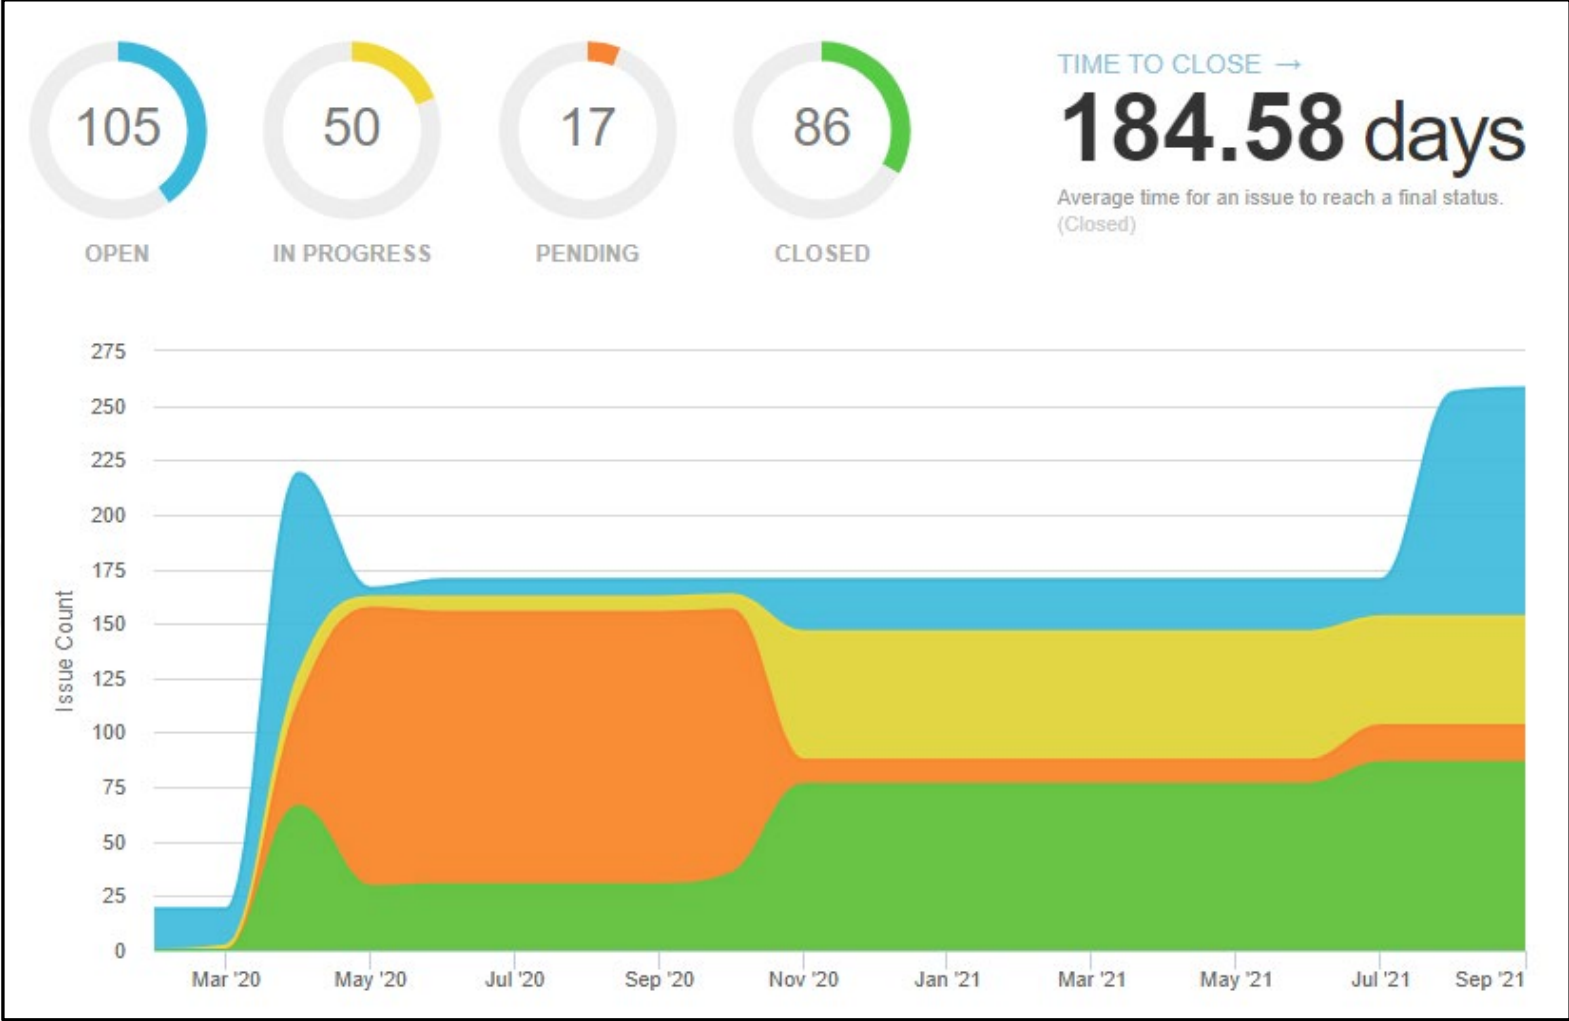 105
50
17
86
OPEN
IN PROGRESS
PENDING
CLOSED
TIME TO CLOSE →
184.58 days
Average time for an issue to reach a final status.
(Closed)
Issue Count
275
250
225
200
175
150
125
100
75
50
25
0
Mar '20
May '20
Jul '20
Sep '20
Nov '20
Jan '21
Mar '21
May '21
Jul '21
Sep '21